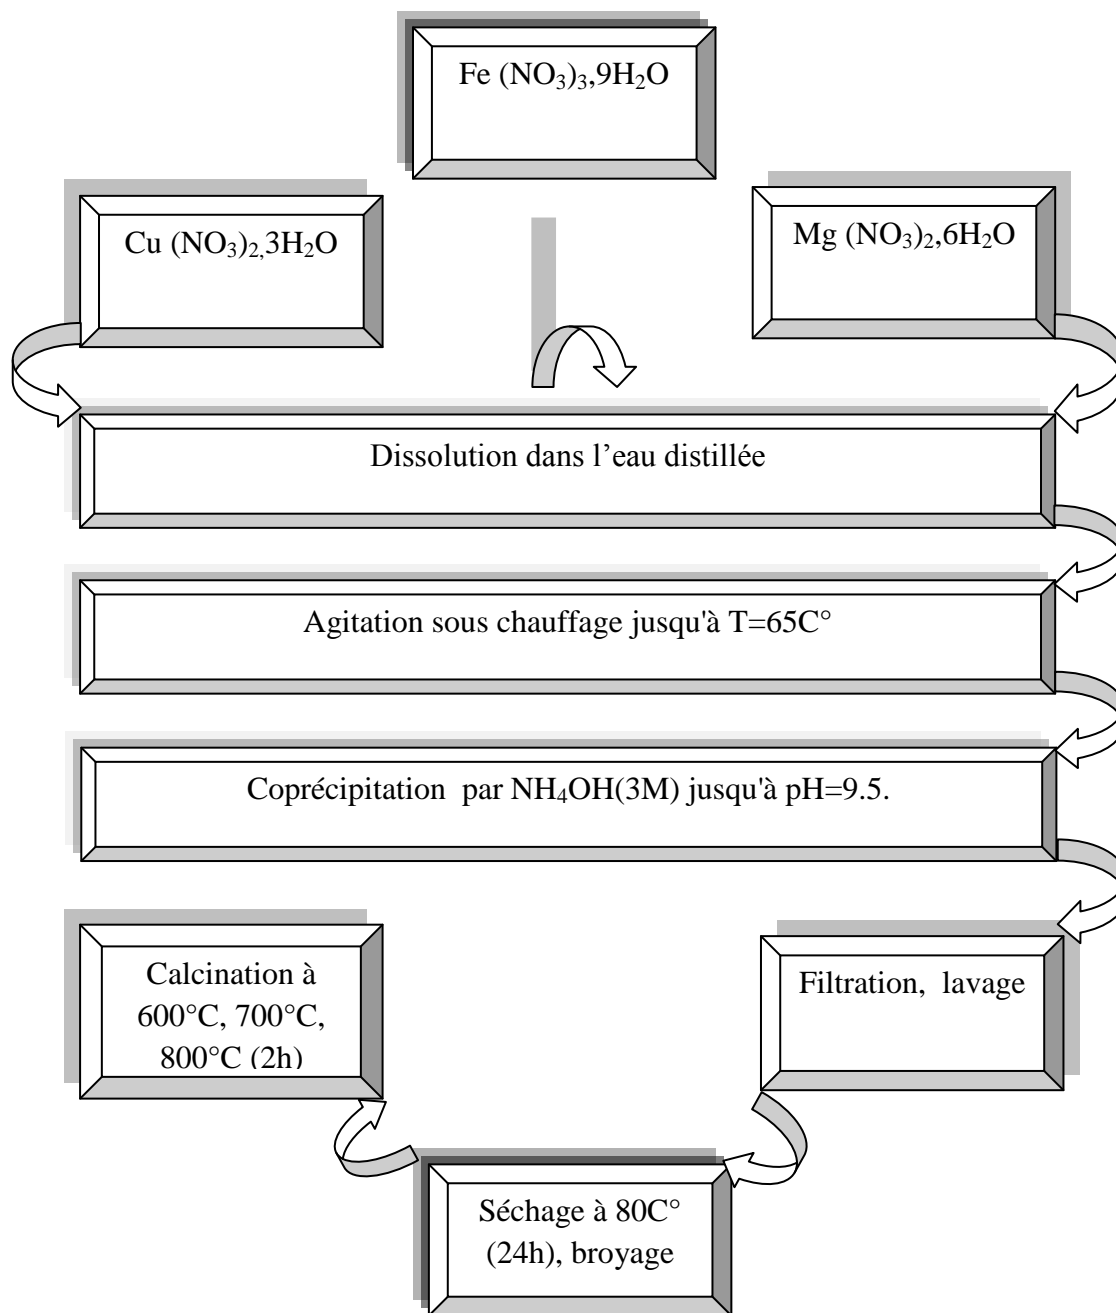 Fe (NO₃)₃,9H₂O
Cu (NO₃)₂,3H₂O
Mg (NO₃)₂,6H₂O
Dissolution dans l’eau distillée
Agitation sous chauffage jusqu'à T=65C°
Coprécipitation par NH₄OH(3M) jusqu'à pH=9.5.
Filtration, lavage
Séchage à 80C°
(24h), broyage
Calcination à
600°C, 700°C,
800°C (2h)